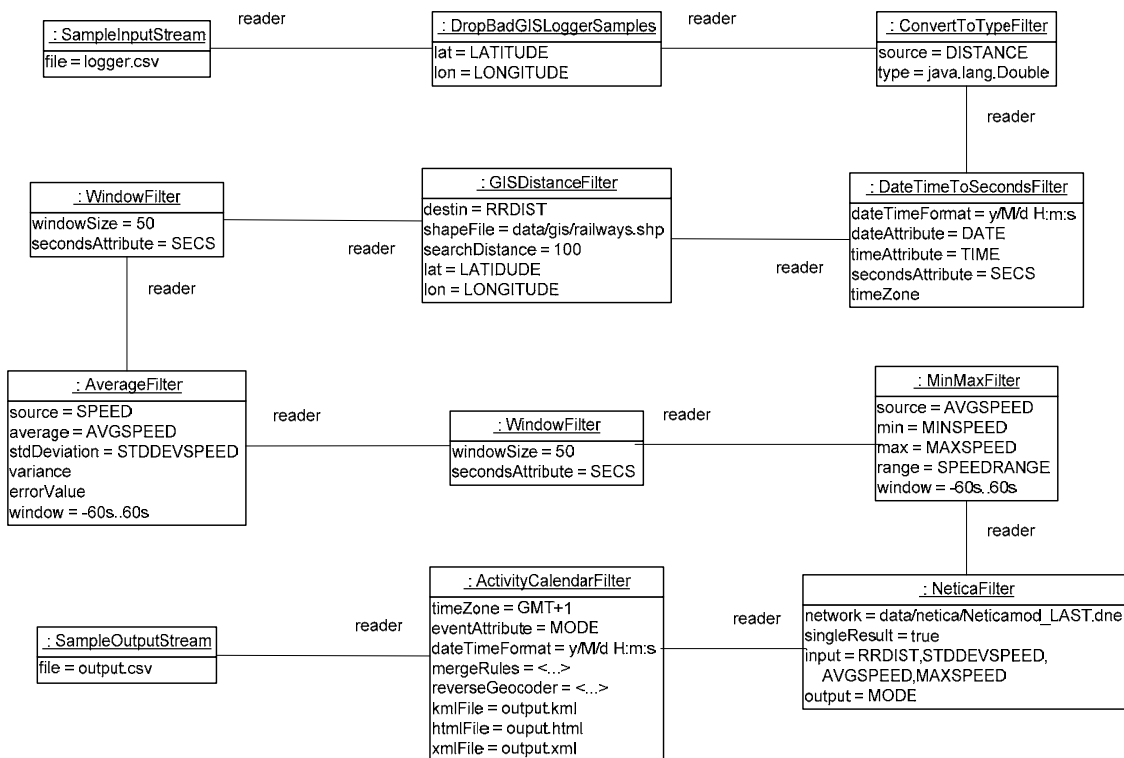 reader
reader
: SampleInputStream
file = logger.csv
: DropBadGISLoggerSamples
lat = LATITUDE
lon = LONGITUDE
: ConvertToTypeFilter
source = DISTANCE
type = java.lang.Double
reader
: WindowFilter
windowSize = 50
secondsAttribute = SECS
reader
: GISDistanceFilter
destin = RRDIST
shapeFile = data/gis/railways.shp
searchDistance = 100
lat = LATIDUDE
lon = LONGITUDE
reader
: DateTimeToSecondsFilter
dateTimeFormat = y/M/d H:m:s
dateAttribute = DATE
timeAttribute = TIME
secondsAttribute = SECS
timeZone
reader
: AverageFilter
source = SPEED
average = AVGSPEED
stdDeviation = STDDEVSPEED
variance
errorValue
window = -60s..60s
reader
: WindowFilter
windowSize = 50
secondsAttribute = SECS
reader
: MinMaxFilter
source = AVGSPEED
min = MINSPEED
max = MAXSPEED
range = SPEEDRANGE
window = -60s..60s
reader
: SampleOutputStream
file = output.csv
reader
: ActivityCalendarFilter
timeZone = GMT+1
eventAttribute = MODE
dateTimeFormat = y/M/d H:m:s
mergeRules = <...>
reverseGeocoder = <...>
kmlFile = output.kml
htmlFile = ouput.html
xmlFile = output.xml
reader
: NeticaFilter
network = data/netica/Neticamod_LAST.dne
singleResult = true
input = RRDIST,STDDEVSPEED,
AVGSPEED,MAXSPEED
output = MODE